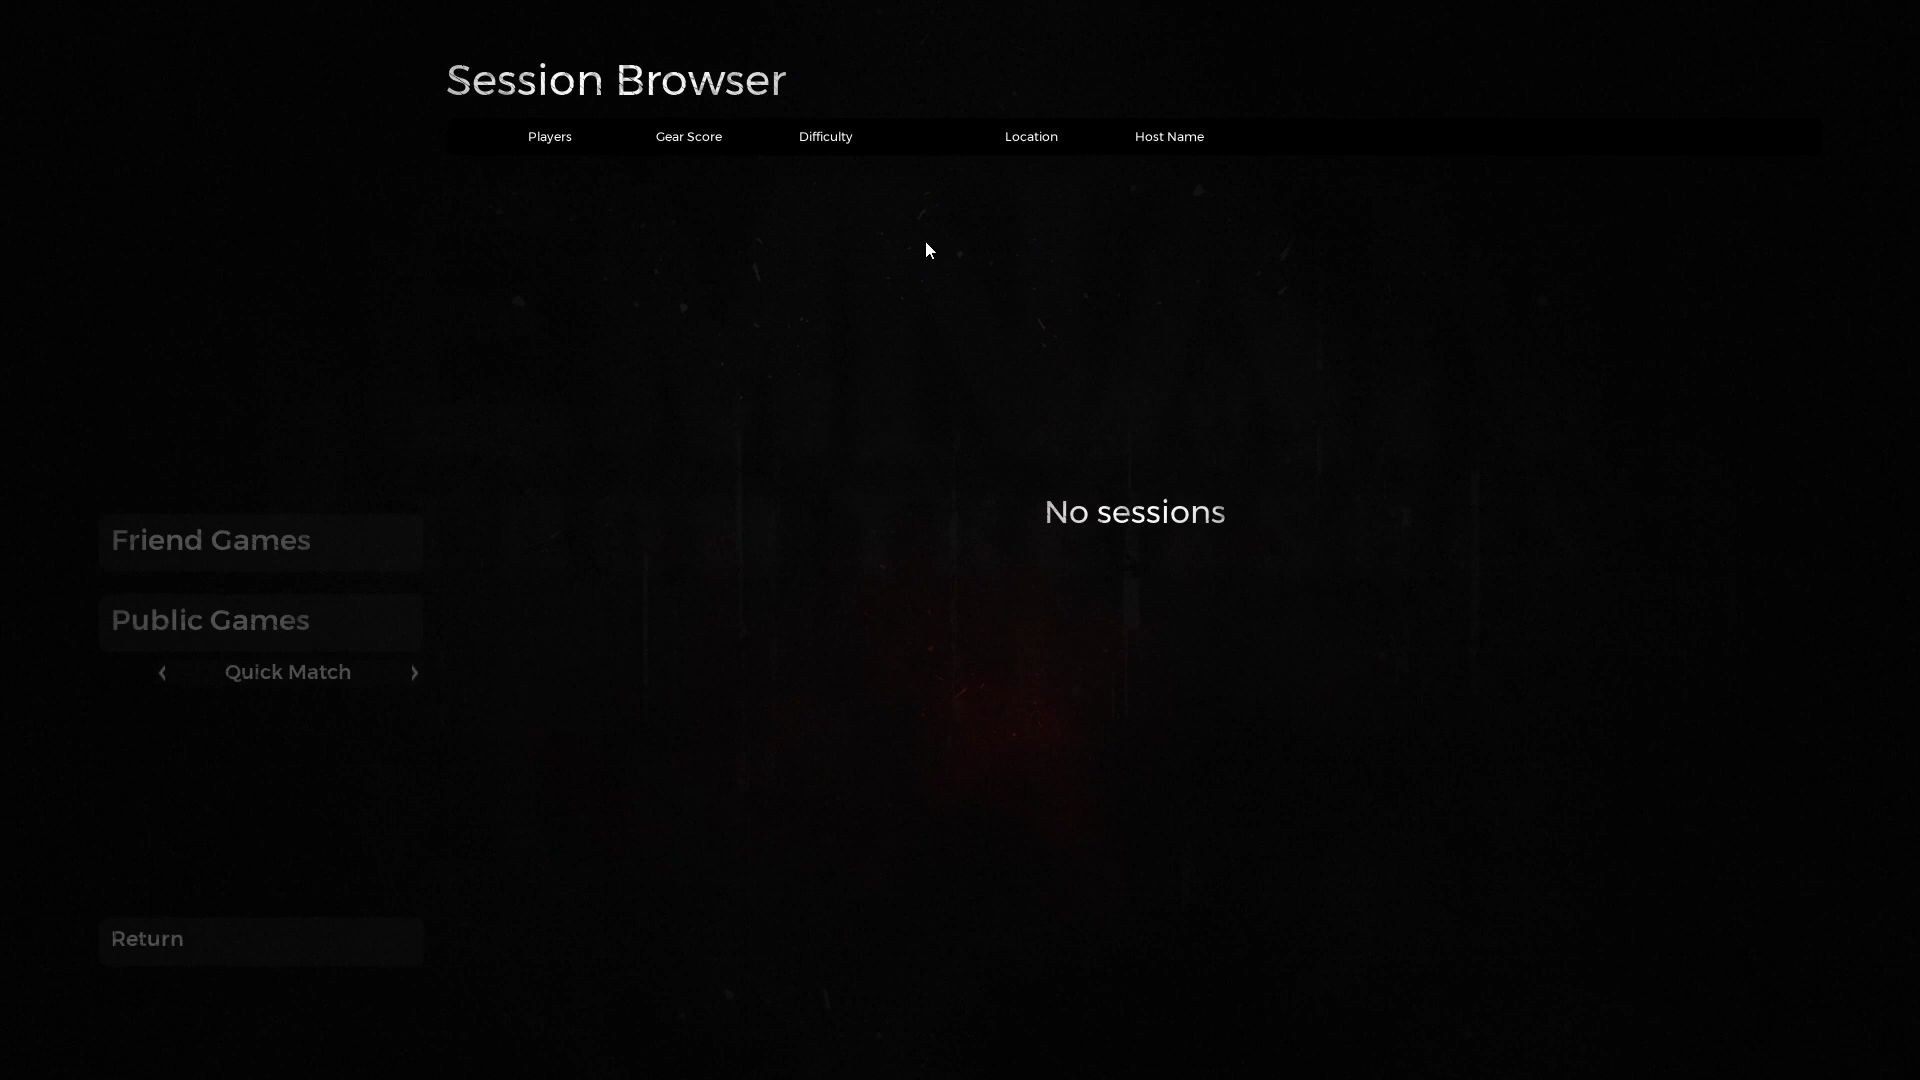 Session Browser
Players Gear Score Difficulty Location Host Name
No sessions
Friend Games
Public Games
Quick Match
Return